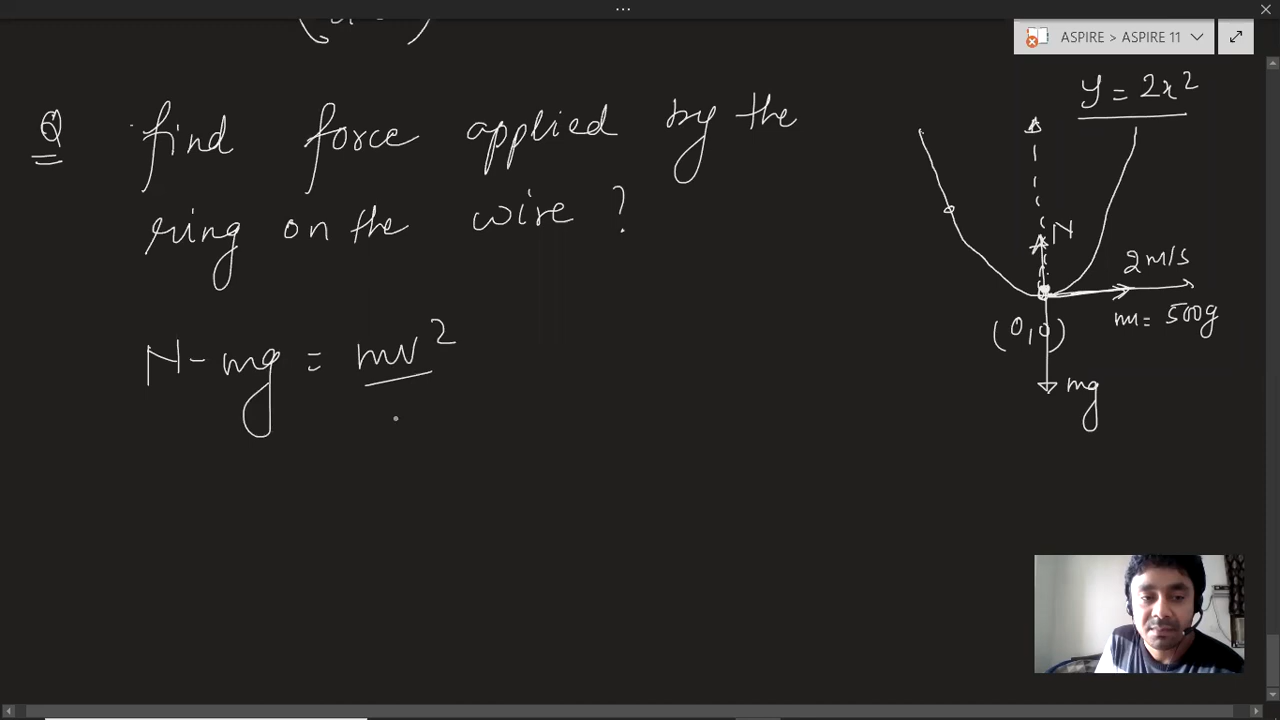 ASPIRE > ASPIRE 11
y = 2x²
Q find force applied by the
ring on the wire ?
N
2 m/s
m = 500g
(0,0)
mg
N - mg = mv²